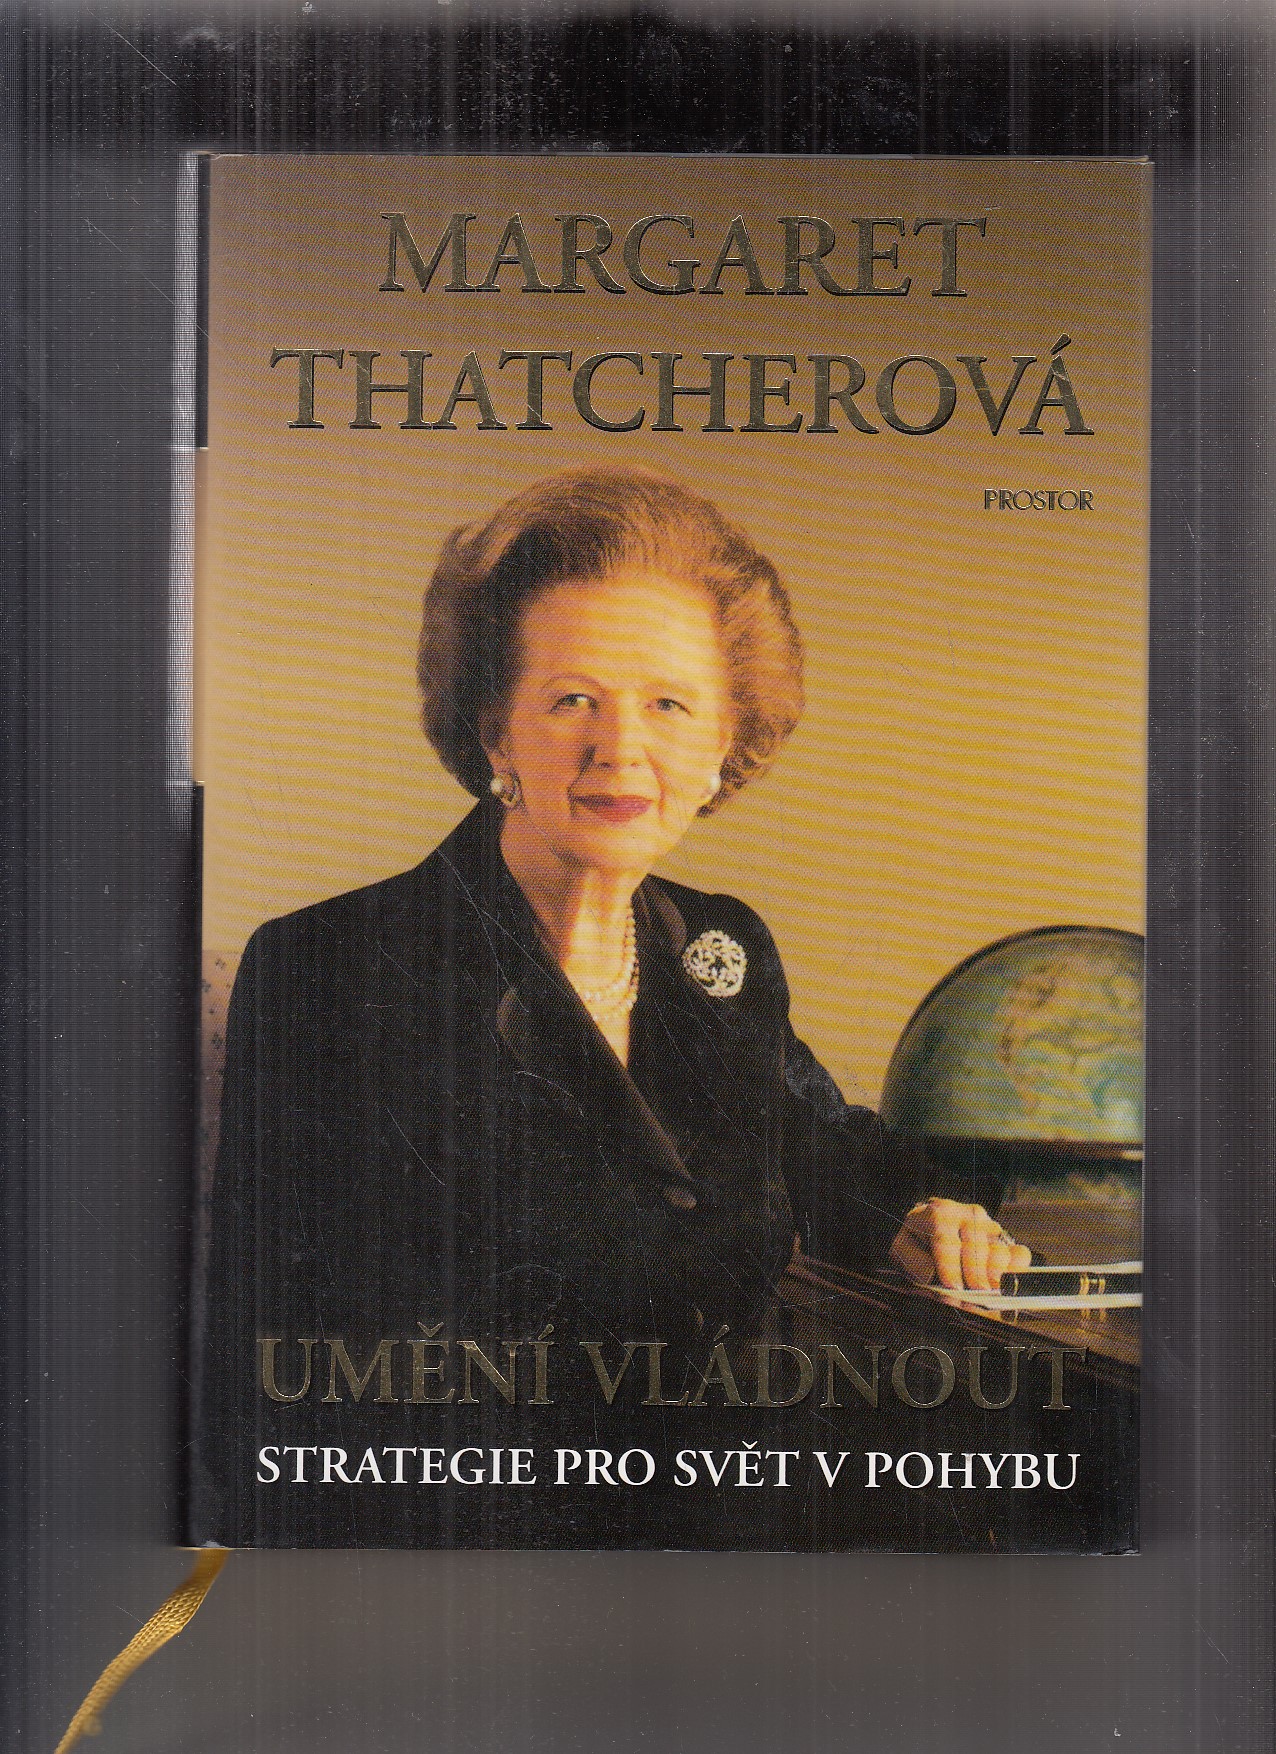 MARGARET
THATCHEROVÁ
PROSTOR
UMĚNÍ VLÁDNOUT
STRATEGIE PRO SVĚT V POHYBU